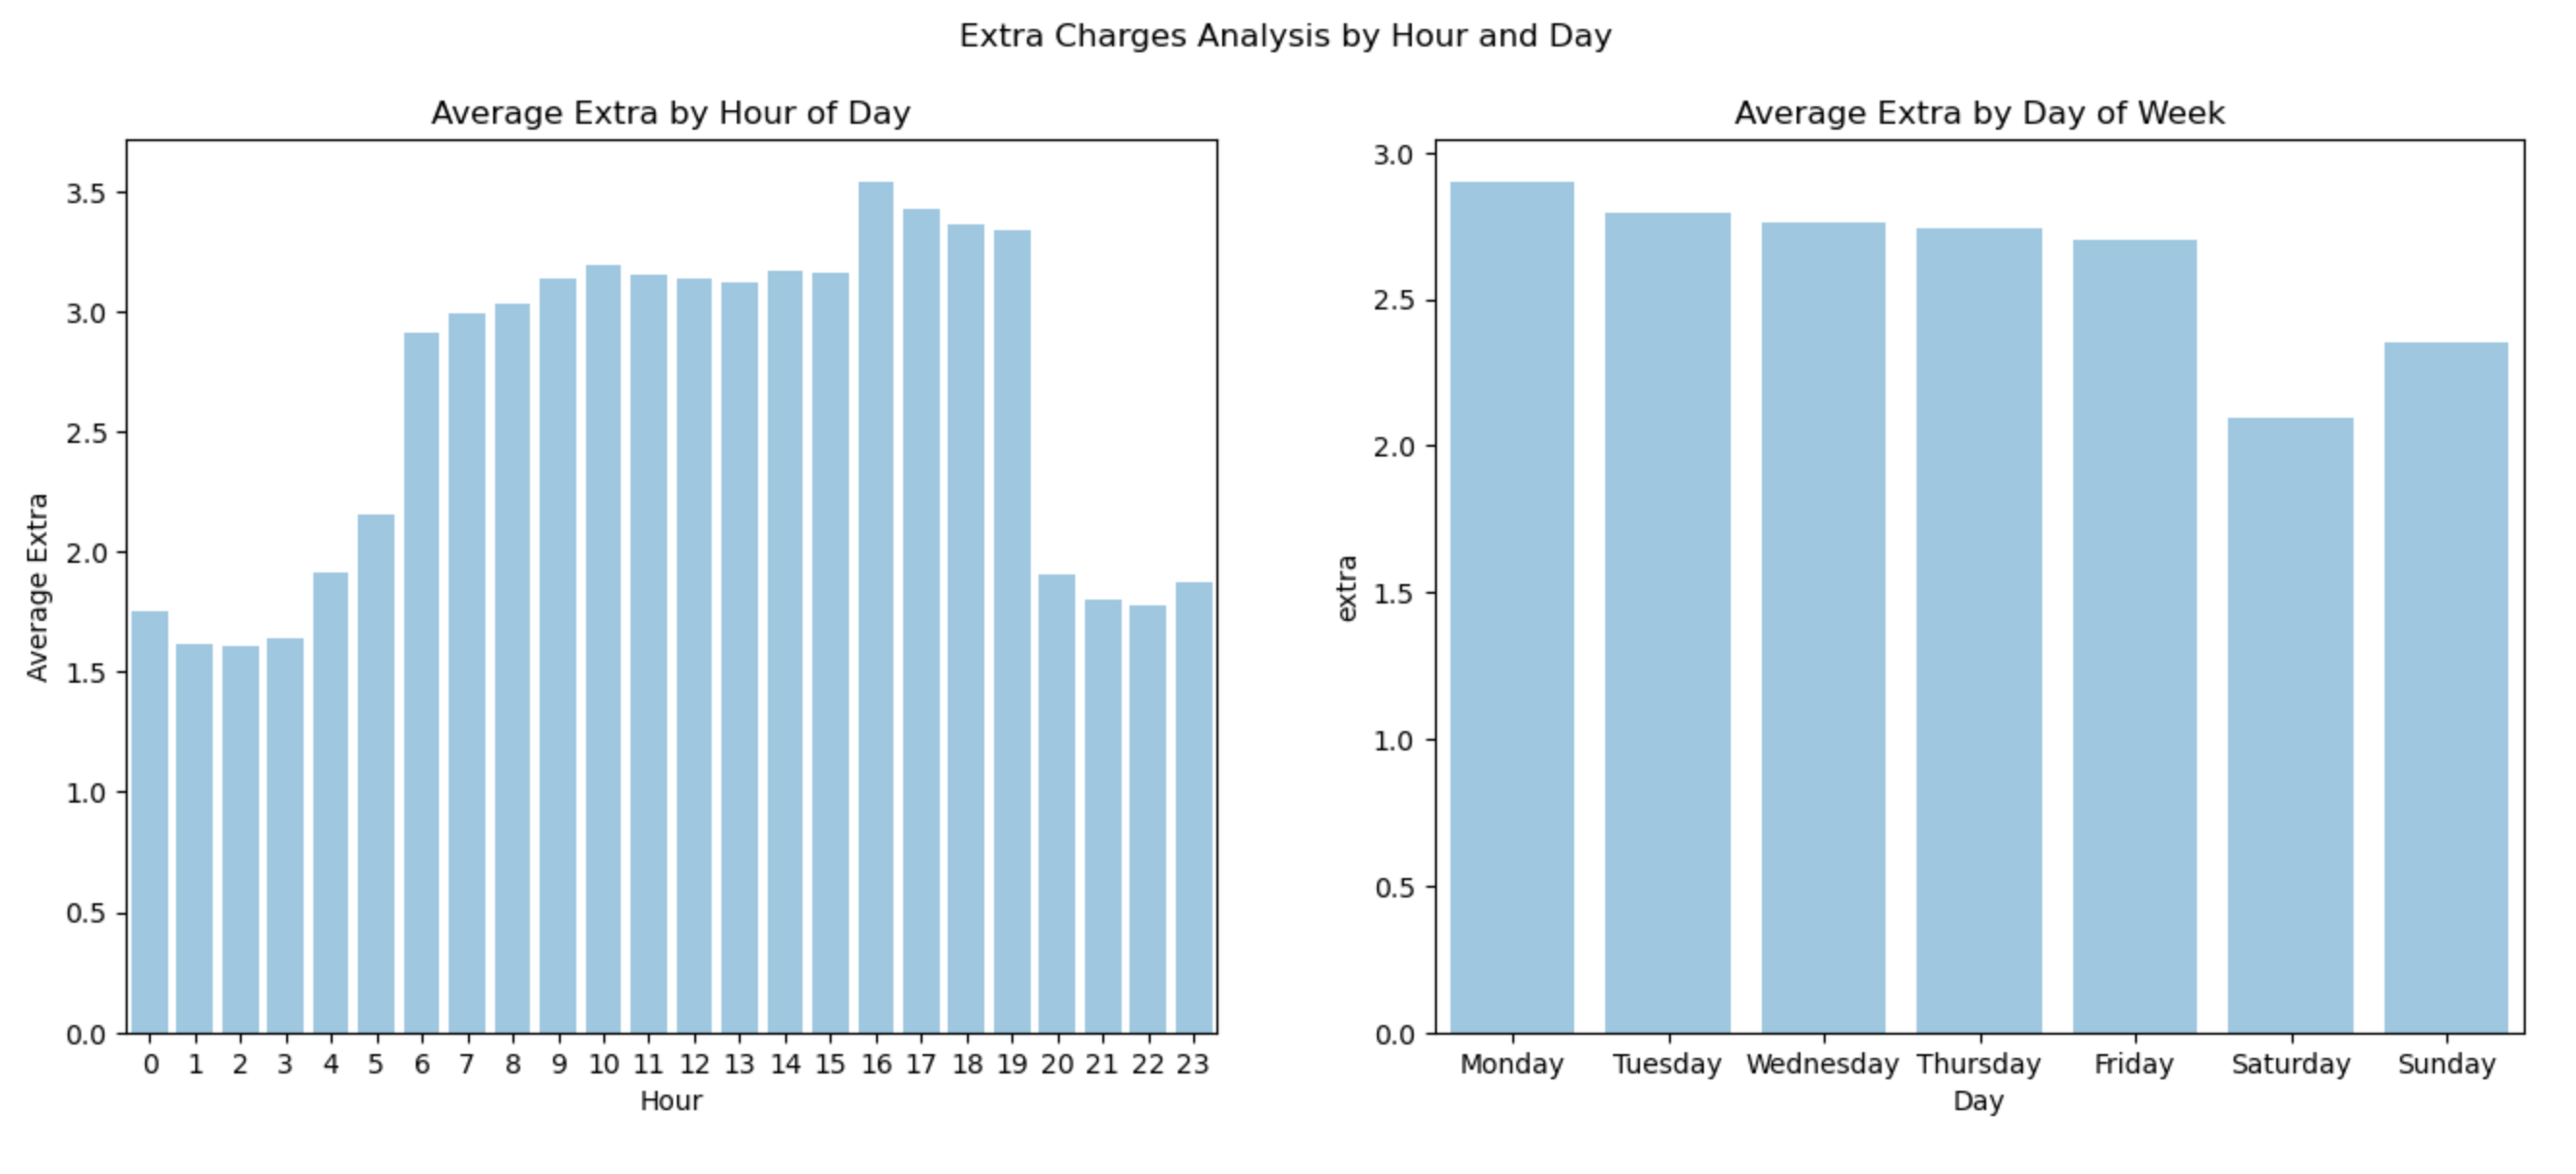 Extra Charges Analysis by Hour and Day
Average Extra by Hour of Day
3.5
3.0
2.5
2.0
1.5
1.0
0.5
0.0
Average Extra
0 1 2 3 4 5 6 7 8 9 10 11 12 13 14 15 16 17 18 19 20 21 22 23
Hour
Average Extra by Day of Week
3.0
2.5
2.0
1.5
1.0
0.5
0.0
extra
Monday Tuesday Wednesday Thursday Friday Saturday Sunday
Day